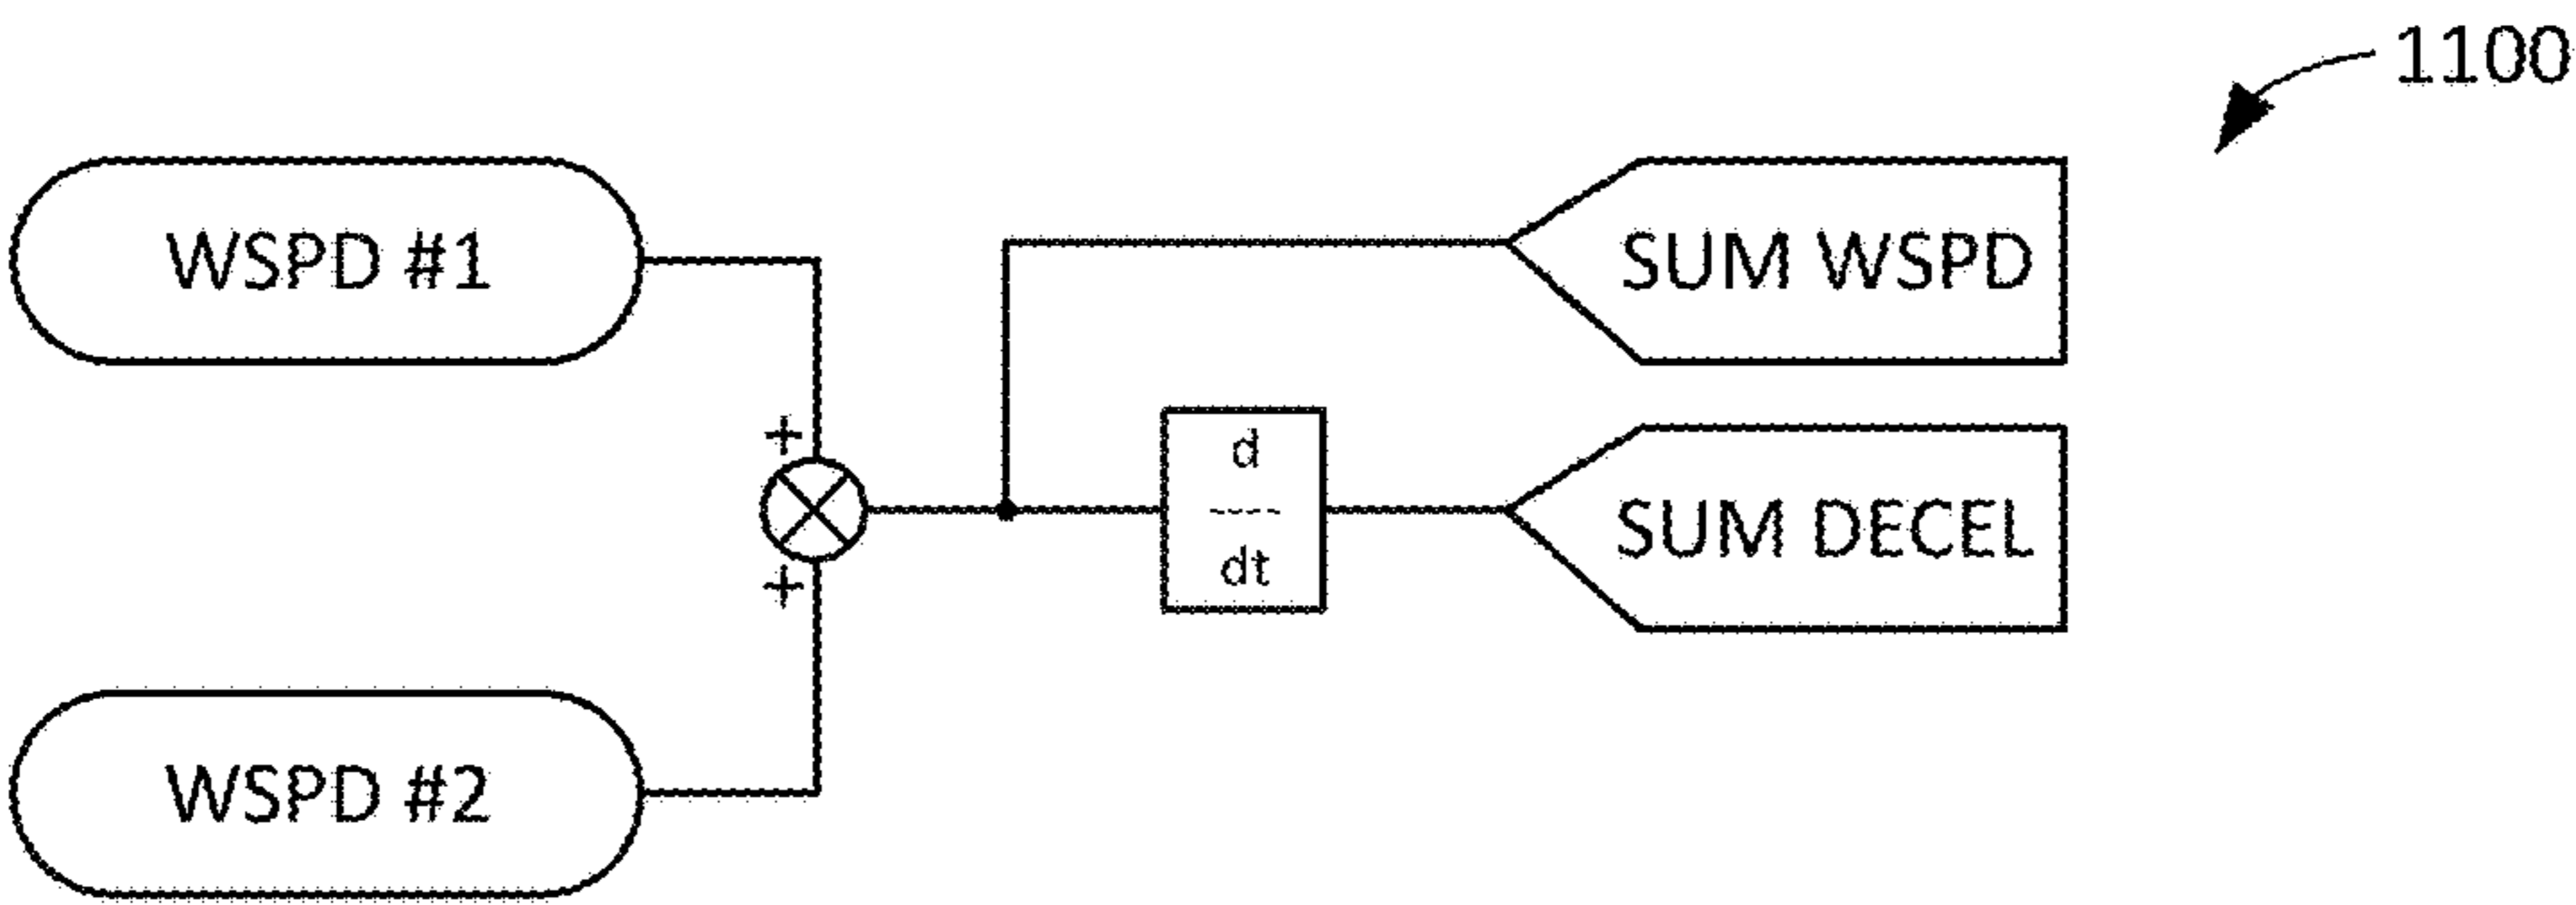 1100
WSPD #1
SUM WSPD
+
d
dt
SUM DECEL
+
WSPD #2